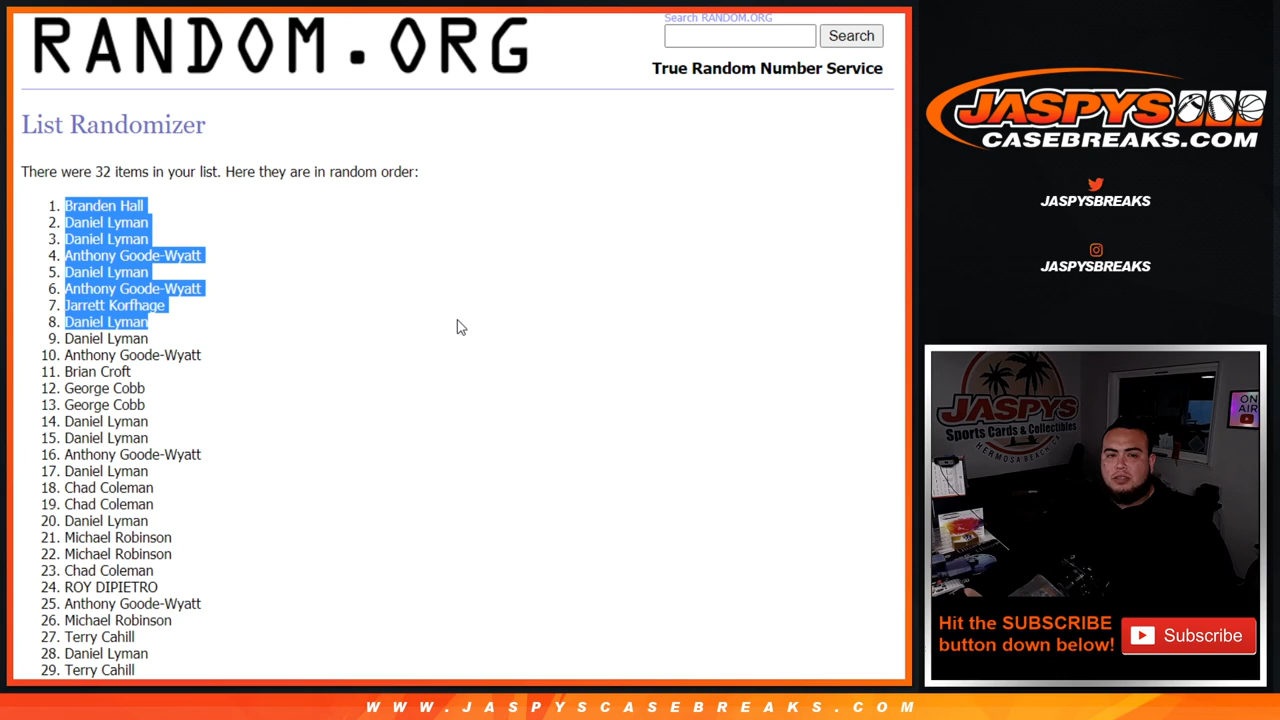 RANDOM.ORG
Search RANDOM.ORG
Search
True Random Number Service
List Randomizer
There were 32 items in your list. Here they are in random order:
1. Branden Hall
2. Daniel Lyman
3. Daniel Lyman
4. Anthony Goode-Wyatt
5. Daniel Lyman
6. Anthony Goode-Wyatt
7. Jarrett Korfhage
8. Daniel Lyman
9. Daniel Lyman
10. Anthony Goode-Wyatt
11. Brian Croft
12. George Cobb
13. George Cobb
14. Daniel Lyman
15. Daniel Lyman
16. Anthony Goode-Wyatt
17. Daniel Lyman
18. Chad Coleman
19. Chad Coleman
20. Daniel Lyman
21. Michael Robinson
22. Michael Robinson
23. Chad Coleman
24. ROY DIPIETRO
25. Anthony Goode-Wyatt
26. Michael Robinson
27. Terry Cahill
28. Daniel Lyman
29. Terry Cahill
JASPYS
CASEBREAKS.COM
JASPYSBREAKS
JASPYSBREAKS
JASPYS
Sports Cards & Collectibles
HERMOSA BEACH, CA
ON
AIR
Hit the SUBSCRIBE
button down below!
Subscribe
WWW.JASPYSCASEBREAKS.COM